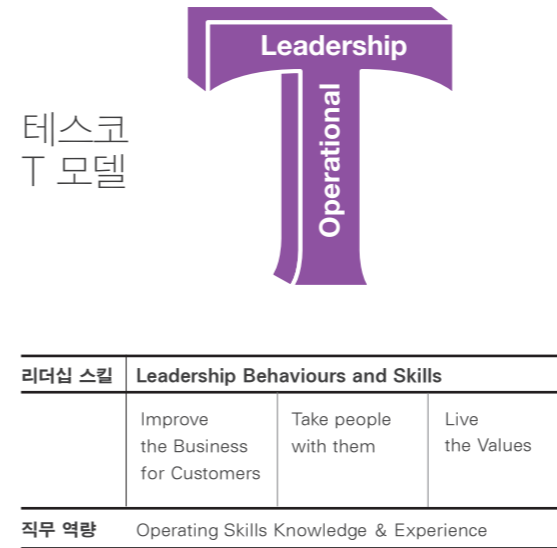 Leadership
Operational
테스코
T 모델
리더십 스킬 Leadership Behaviours and Skills
Improve
the Business
for Customers
Take people
with them
Live
the Values
직무 역량 Operating Skills Knowledge & Experience